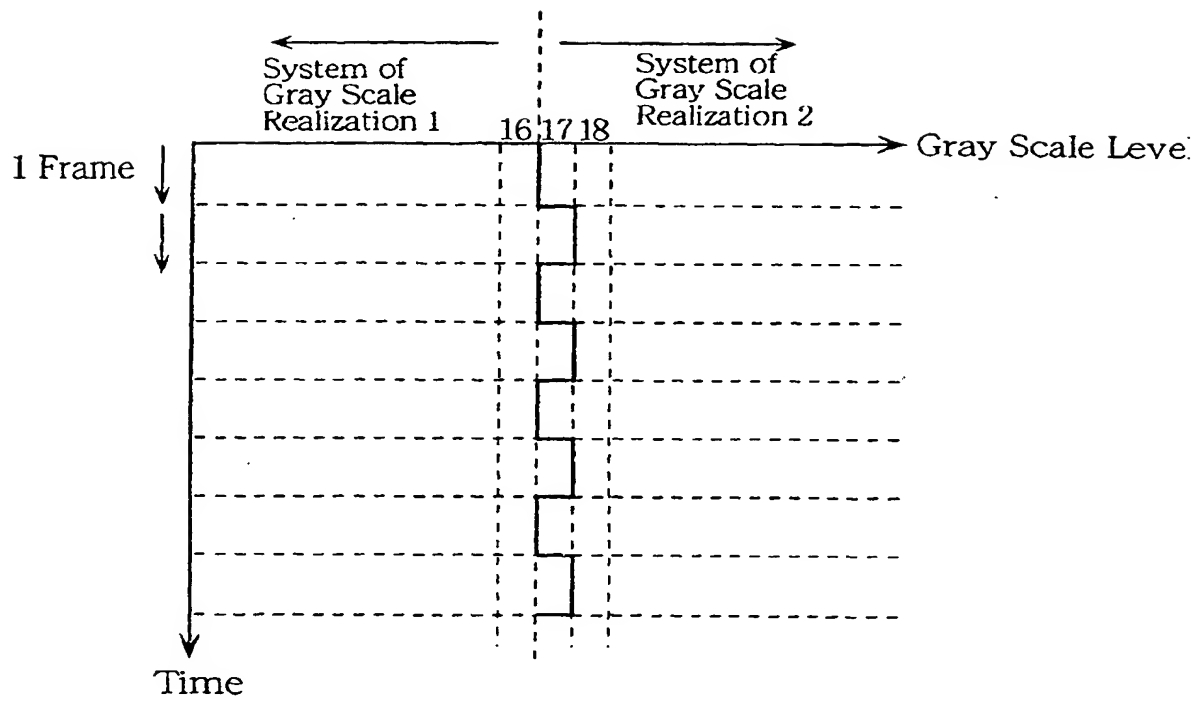 System of
Gray Scale
Realization 1
System of
Gray Scale
Realization 2
16 17 18
Gray Scale Level
1 Frame
Time